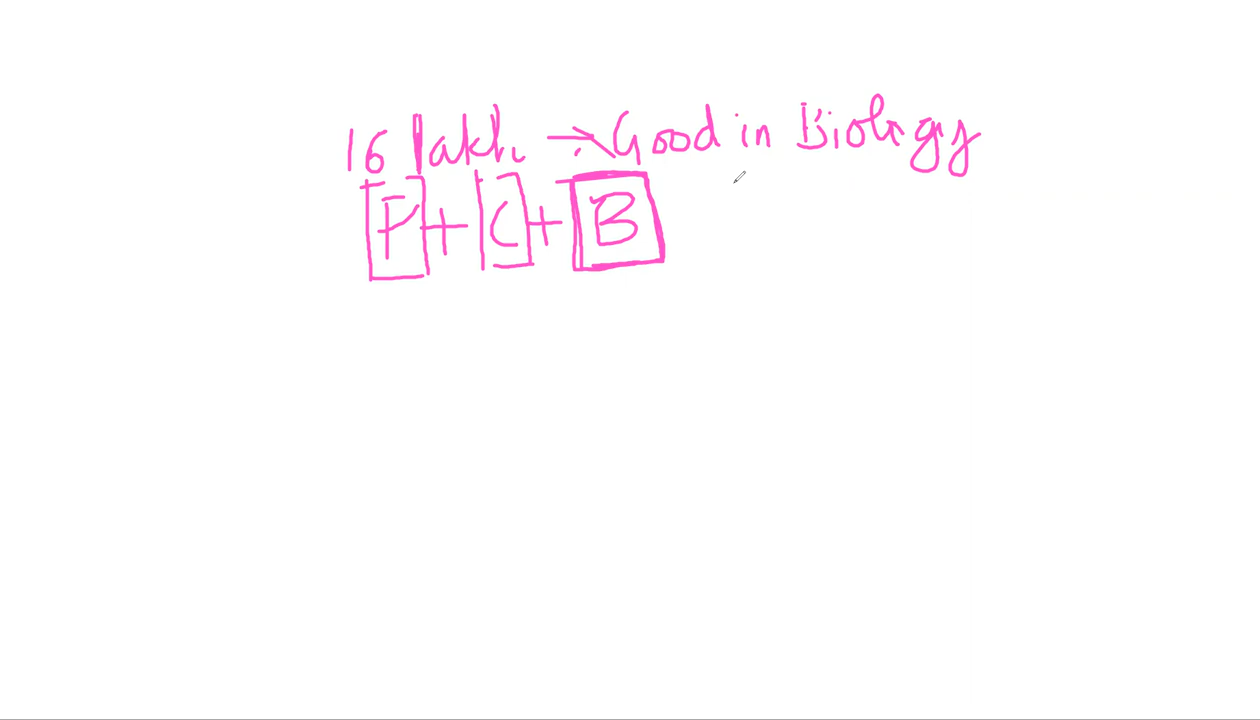 16 lakh → Good in Biology
P + C + B